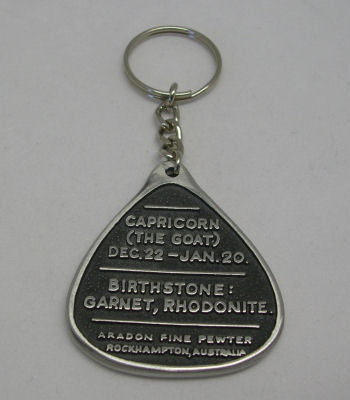 CAPRICORN
(THE GOAT)
DEC. 22 - JAN. 20.
BIRTHSTONE:
GARNET, RHODONITE.
ARADON FINE PEWTER
ROCKHAMPTON, AUSTRALIA